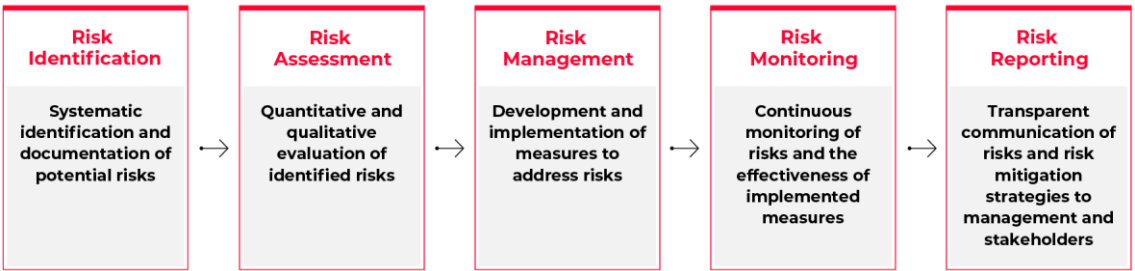 Risk
Identification
Systematic
identification and
documentation of
potential risks
Risk
Assessment
Quantitative and
qualitative
evaluation of
identified risks
Risk
Management
Development and
implementation of
measures to
address risks
Risk
Monitoring
Continuous
monitoring of
risks and the
effectiveness of
implemented
measures
Risk
Reporting
Transparent
communication of
risks and risk
mitigation
strategies to
management and
stakeholders